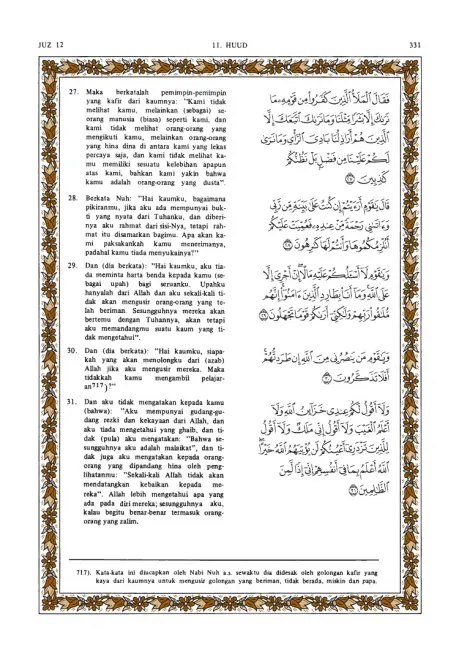 JUZ 12
11. HUUD
331
27. Maka berkatalah pemimpin-pemimpin
yang kafir dari kaumnya: "Kami tidak
melihat kamu, melainkan (sebagai) se-
orang manusia (biasa) seperti kami, dan
kami tidak melihat orang-orang yang
mengikuti kamu, melainkan orang-orang
yang hina dina di antara kami yang lekas
percaya saja, dan kami tidak melihat ka-
mu memiliki sesuatu kelebihan apapun
atas kami, bahkan kami yakin bahwa
kamu adalah orang-orang yang dusta".
28. Berkata Nuh: "Hai kaumku, bagaimana
pikiranmu, jika aku ada mempunyai buk-
ti yang nyata dari Tuhanku, dan diberi-
nya aku rahmat dari sisi-Nya, tetapi rah-
mat itu disamarkan bagimu. Apa akan ka-
mi paksakankah kamu menerimanya,
padahal kamu tiada menyukainya?"
29. Dan (dia berkata): "Hai kaumku, aku tia-
da meminta harta benda kepada kamu (se-
bagai upah) bagi seruanku. Upahku
hanyalah dari Allah dan aku sekali-kali ti-
dak akan mengusir orang-orang yang te-
lah beriman. Sesungguhnya mereka akan
bertemu dengan Tuhannya, akan tetapi
aku memandangmu suatu kaum yang ti-
dak mengetahui".
30. Dan (dia berkata): "Hai kaumku, siapa-
kah yang akan menolongku dari (azab)
Allah jika aku mengusir mereka. Maka
tidakkah kamu mengambil pelajar-
an717)?"
31. Dan aku tidak mengatakan kepada kamu
(bahwa): "Aku mempunyai gudang-gu-
dang rezki dan kekayaan dari Allah, dan
aku tiada mengetahui yang ghaib, dan ti-
dak (pula) aku mengatakan: "Bahwa se-
sungguhnya aku adalah malaikat", dan ti-
dak juga aku mengatakan kepada orang-
orang yang dipandang hina oleh peng-
lihatanmu: "Sekali-kali Allah tidak akan
mendatangkan kebaikan kepada me-
reka". Allah lebih mengetahui apa yang
ada pada diri mereka; sesungguhnya aku,
kalau begitu benar-benar termasuk orang-
orang yang zalim.
فَقَالَ الْمَلَأُ الَّذِينَ كَفَرُوا مِن قَوْمِهِ مَا
نَرَىٰكَ إِلَّا بَشَرًا مِّثْلَنَا وَمَا نَرَىٰكَ اتَّبَعَكَ إِلَّا
الَّذِينَ هُمْ أَرَاذِلُنَا بَادِيَ الرَّأْيِ وَمَا نَرَىٰ
لَكُمْ عَلَيْنَا مِن فَضْلٍ بَلْ نَظُنُّكُمْ
كَٰذِبِينَ ٢٧
قَالَ يَٰقَوْمِ أَرَءَيْتُمْ إِن كُنتُ عَلَىٰ بَيِّنَةٍ مِّن رَّبِّي
وَءَاتَىٰنِي رَحْمَةً مِّنْ عِندِهِ فَعُمِّيَتْ عَلَيْكُمْ
أَنُلْزِمُكُمُوهَا وَأَنتُمْ لَهَا كَٰرِهُونَ ٢٨
وَيَٰقَوْمِ لَا أَسْـَٔلُكُمْ عَلَيْهِ مَالًا إِنْ أَجْرِيَ إِلَّا
عَلَى اللَّهِ وَمَا أَنَا۠ بِطَارِدِ الَّذِينَ ءَامَنُوا إِنَّهُم
مُّلَٰقُوا رَبِّهِمْ وَلَٰكِنِّي أَرَىٰكُمْ قَوْمًا تَجْهَلُونَ ٢٩
وَيَٰقَوْمِ مَن يَنصُرُنِي مِنَ اللَّهِ إِن طَرَدتُّهُمْ
أَفَلَا تَذَكَّرُونَ ٣٠
وَلَا أَقُولُ لَكُمْ عِندِي خَزَائِنُ اللَّهِ وَلَا
أَعْلَمُ الْغَيْبَ وَلَا أَقُولُ إِنِّي مَلَكٌ وَلَا أَقُولُ
لِلَّذِينَ تَزْدَرِي أَعْيُنُكُمْ لَن يُؤْتِيَهُمُ اللَّهُ خَيْرًا
اللَّهُ أَعْلَمُ بِمَا فِي أَنفُسِهِمْ إِنِّي إِذًا لَّمِنَ
الظَّٰلِمِينَ ٣١
717). Kata-kata ini diucapkan oleh Nabi Nuh a.s. sewaktu dia didesak oleh golongan kafir yang
kaya dari kaumnya untuk mengusir golongan yang beriman, tidak berada, miskin dan papa.